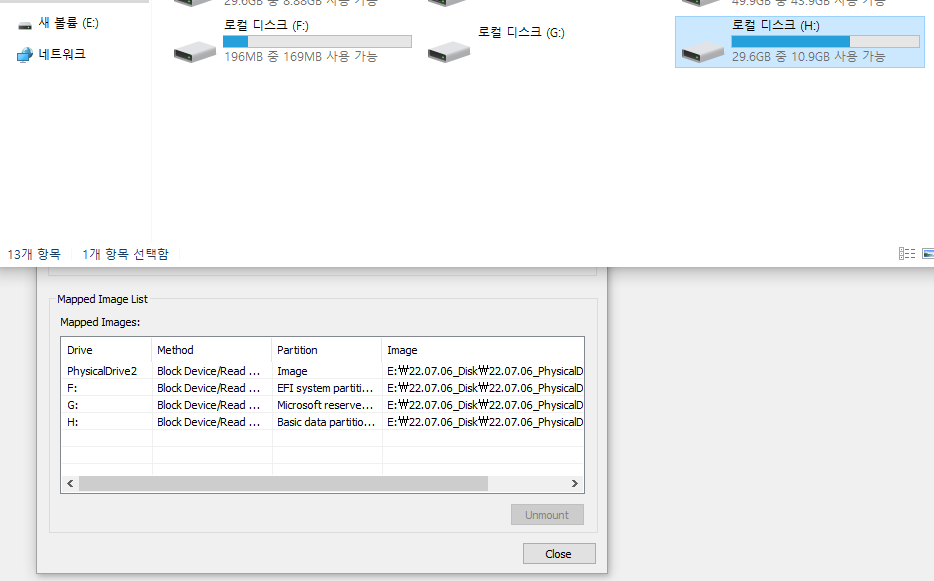 29.6GB 중 8.88GB 사용 가능
49.9GB 중 43.9GB 사용 가능
새 볼륨 (E:)
네트워크
로컬 디스크 (F:)
196MB 중 169MB 사용 가능
로컬 디스크 (G:)
로컬 디스크 (H:)
29.6GB 중 10.9GB 사용 가능
13개 항목
1개 항목 선택함
Mapped Image List
Mapped Images:
Drive Method Partition Image
PhysicalDrive2 Block Device/Read ... Image E:₩22.07.06_Disk₩22.07.06_PhysicalD
F: Block Device/Read ... EFI system partiti... E:₩22.07.06_Disk₩22.07.06_PhysicalD
G: Block Device/Read ... Microsoft reserve... E:₩22.07.06_Disk₩22.07.06_PhysicalD
H: Block Device/Read ... Basic data partitio... E:₩22.07.06_Disk₩22.07.06_PhysicalD
Unmount
Close